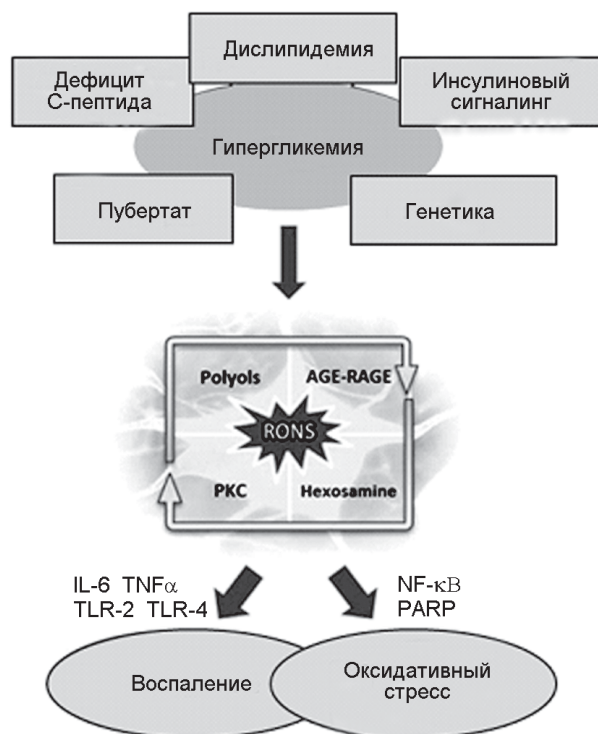 Дислипидемия
Дефицит
С-пептида
Инсулиновый
сигналинг
Гипергликемия
Пубертат
Генетика
Polyols
AGE-RAGE
RONS
PKC
Hexosamine
IL-6 TNFα
TLR-2 TLR-4
NF-κB
PARP
Воспаление
Оксидативный
стресс